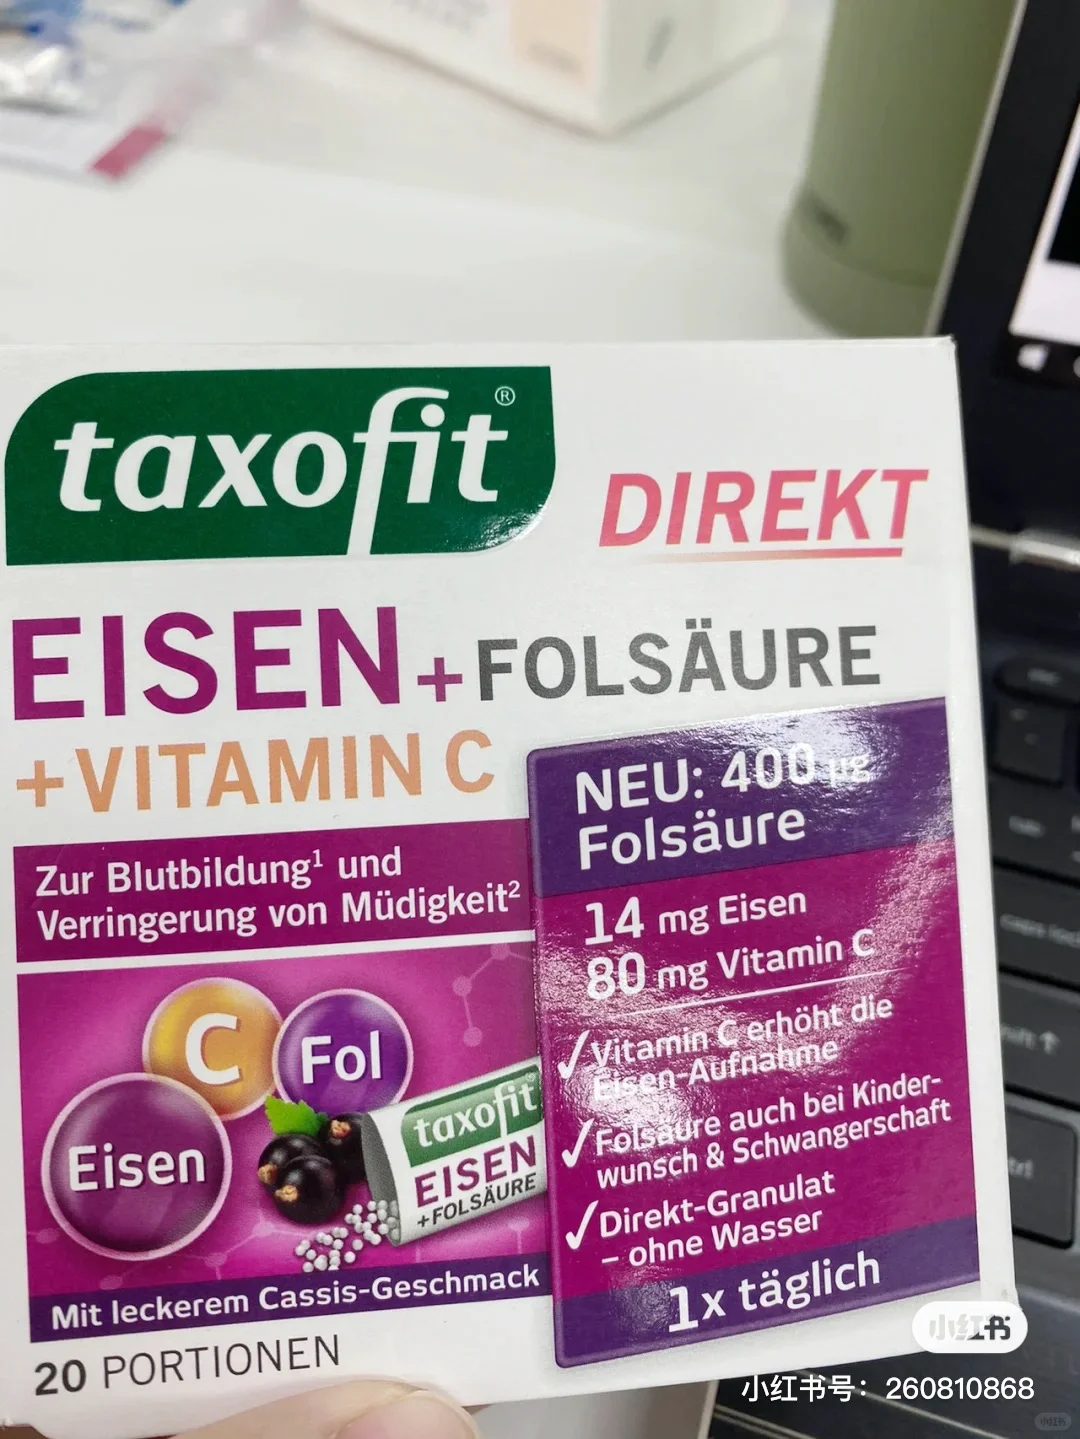 taxofit®
DIREKT
EISEN+FOLSÄURE
+VITAMIN C
Zur Blutbildung¹ und
Verringerung von Müdigkeit²
NEU: 400 µg
Folsäure
14 mg Eisen
80 mg Vitamin C
✓Vitamin C erhöht die
Eisen-Aufnahme
✓Folsäure auch bei Kinder-
wunsch & Schwangerschaft
✓Direkt-Granulat
– ohne Wasser
1x täglich
C
Fol
Eisen
taxofit®
EISEN
+FOLSÄURE
Mit leckerem Cassis-Geschmack
20 PORTIONEN
小红书
小红书号：260810868